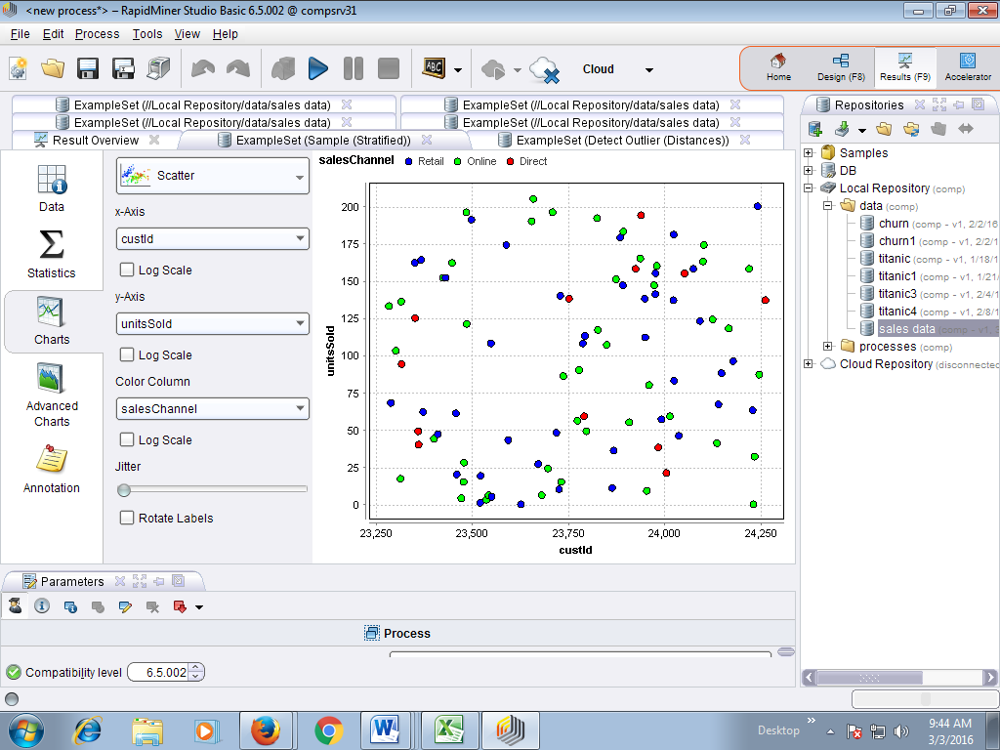 <new process*> – RapidMiner Studio Basic 6.5.002 @ compsrv31
File Edit Process Tools View Help
ABC
Cloud
Home
Design (F8)
Results (F9)
Accelerator
ExampleSet (//Local Repository/data/sales data)
ExampleSet (//Local Repository/data/sales data)
ExampleSet (//Local Repository/data/sales data)
ExampleSet (//Local Repository/data/sales data)
Result Overview
ExampleSet (Sample (Stratified))
ExampleSet (Detect Outlier (Distances))
Data
Statistics
Charts
Advanced
Charts
Annotation
Scatter
x-Axis
custId
Log Scale
y-Axis
unitsSold
Log Scale
Color Column
salesChannel
Log Scale
Jitter
Rotate Labels
salesChannel Retail Online Direct
unitsSold
200
175
150
125
100
75
50
25
0
23,250 23,500 23,750 24,000 24,250
custId
Repositories
Samples
DB
Local Repository (comp)
data (comp)
churn (comp - v1, 2/2/16
churn1 (comp - v1, 2/2/1
titanic (comp - v1, 1/18/1
titanic1 (comp - v1, 1/21/
titanic3 (comp - v1, 2/4/1
titanic4 (comp - v1, 2/8/1
sales data (comp - v1,
processes (comp)
Cloud Repository (disconnected
Parameters
Process
Compatibility level 6.5.002
Desktop
9:44 AM
3/3/2016